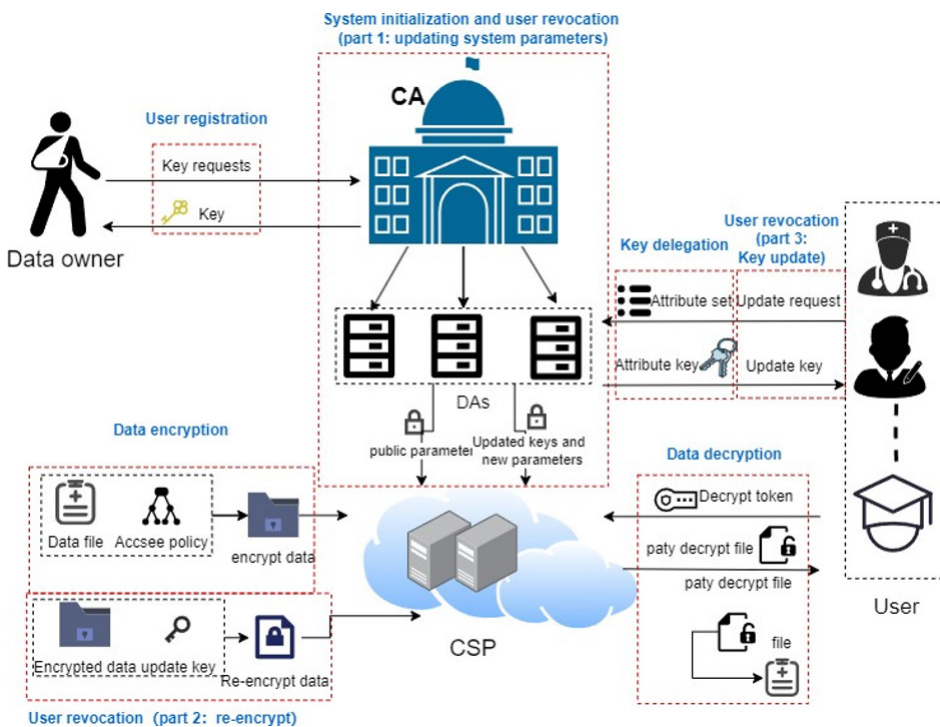 System initialization and user revocation
(part 1: updating system parameters)
CA
User registration
Key requests
Key
Data owner
User revocation
(part 3:
Key update)
Key delegation
Attribute set
Update request
Attribute key
Update key
DAs
public parameter
Updated keys and
new parameters
Data encryption
Data file
Accsee policy
encrypt data
Data decryption
Decrypt token
paty decrypt file
paty decrypt file
file
User
CSP
Encrypted data
update key
Re-encrypt data
User revocation (part 2: re-encrypt)